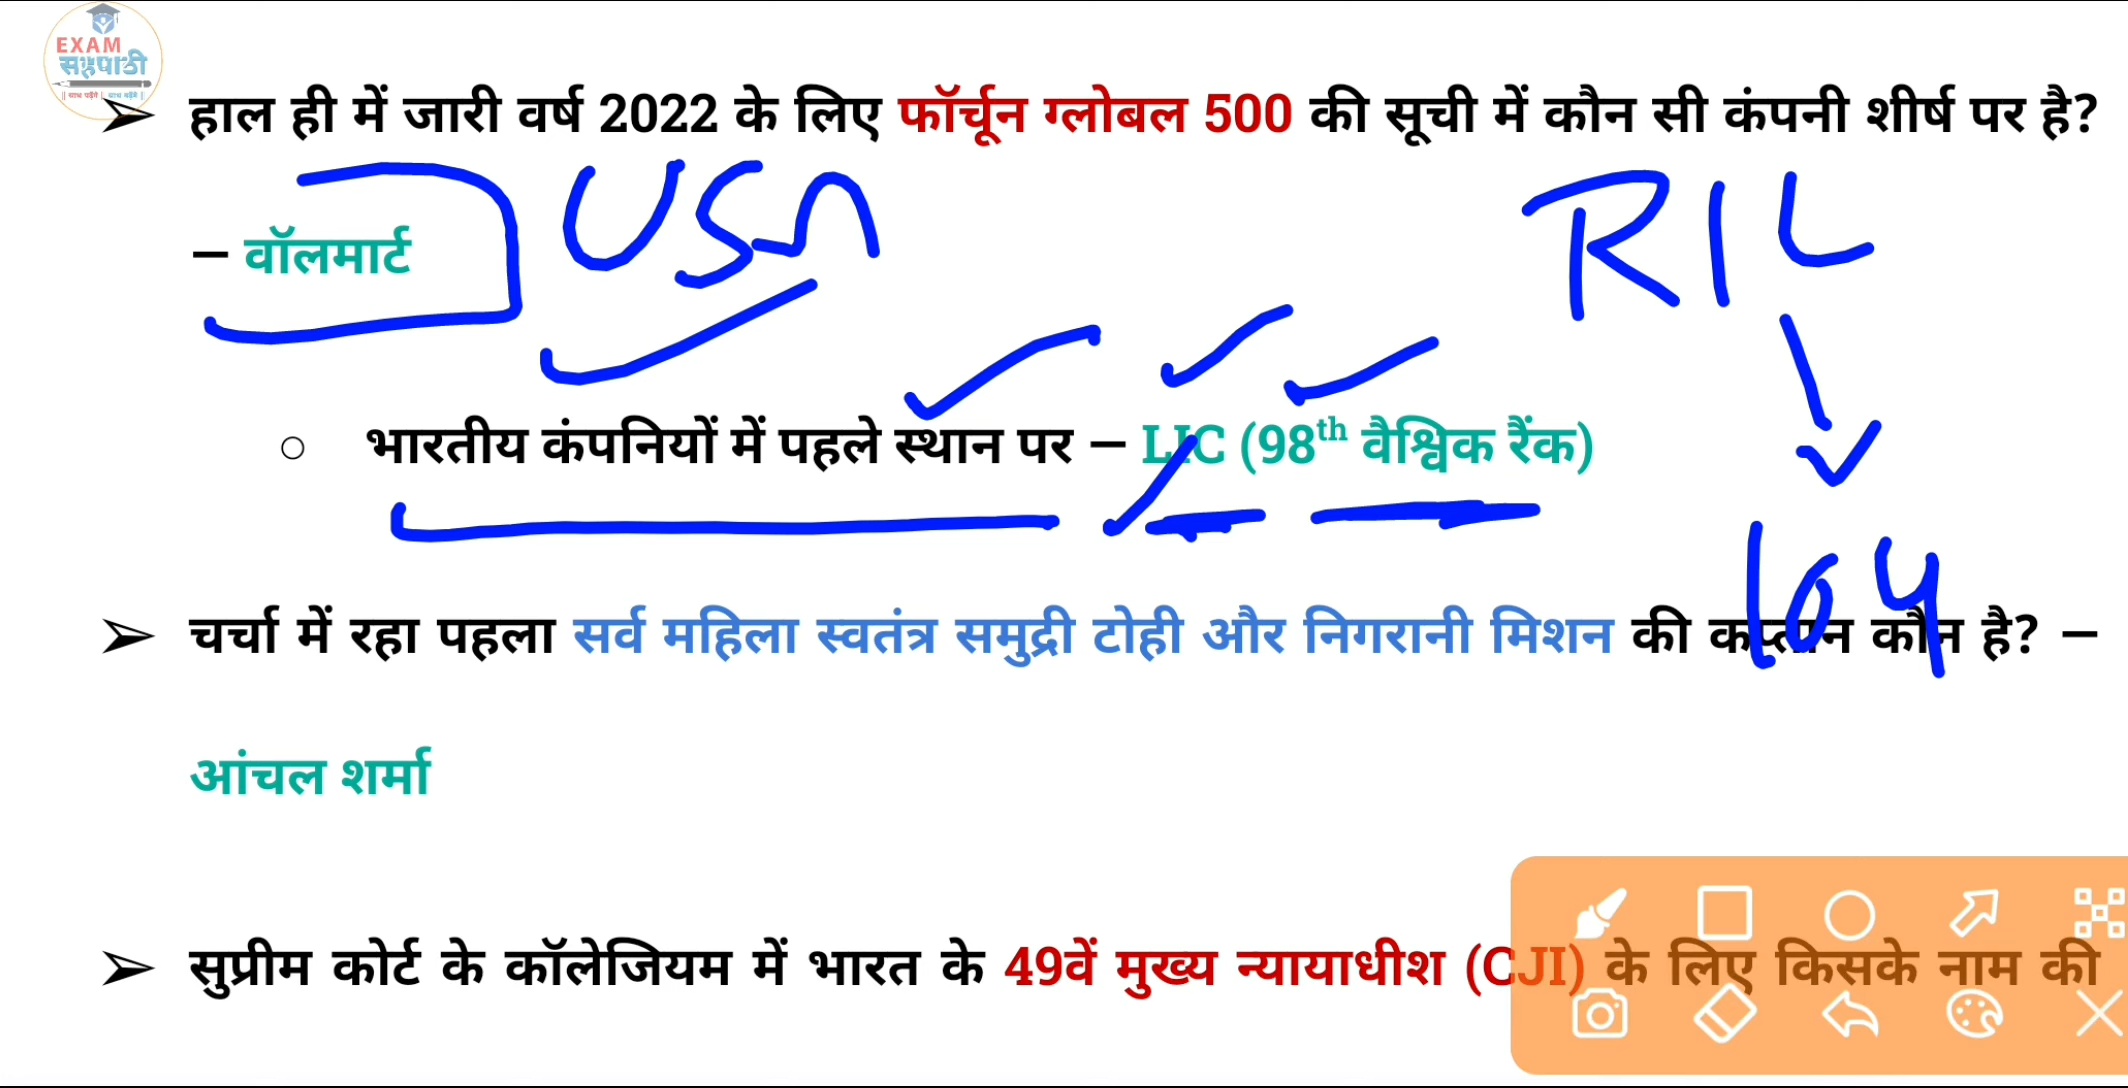 EXAM
सहपाठी
हाल ही में जारी वर्ष 2022 के लिए फॉर्चून ग्लोबल 500 की सूची में कौन सी कंपनी शीर्ष पर है?
– वॉलमार्ट
USA
RIL
भारतीय कंपनियों में पहले स्थान पर – LIC (98th वैश्विक रैंक)
104
चर्चा में रहा पहला सर्व महिला स्वतंत्र समुद्री टोही और निगरानी मिशन की कप्तान कौन है? –
आंचल शर्मा
सुप्रीम कोर्ट के कॉलेजियम में भारत के 49वें मुख्य न्यायाधीश (CJI) के लिए किसके नाम की